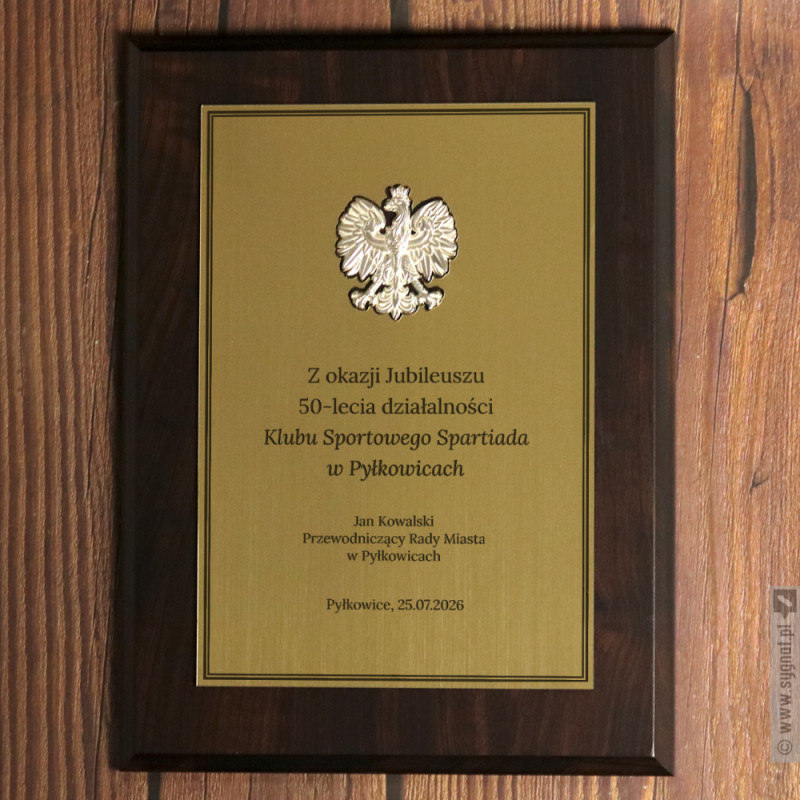 Z okazji Jubileuszu
50-lecia działalności
Klubu Sportowego Spartiada
w Pyłkowicach
Jan Kowalski
Przewodniczący Rady Miasta
w Pyłkowicach
Pyłkowice, 25.07.2026
© www.sygnat.pl